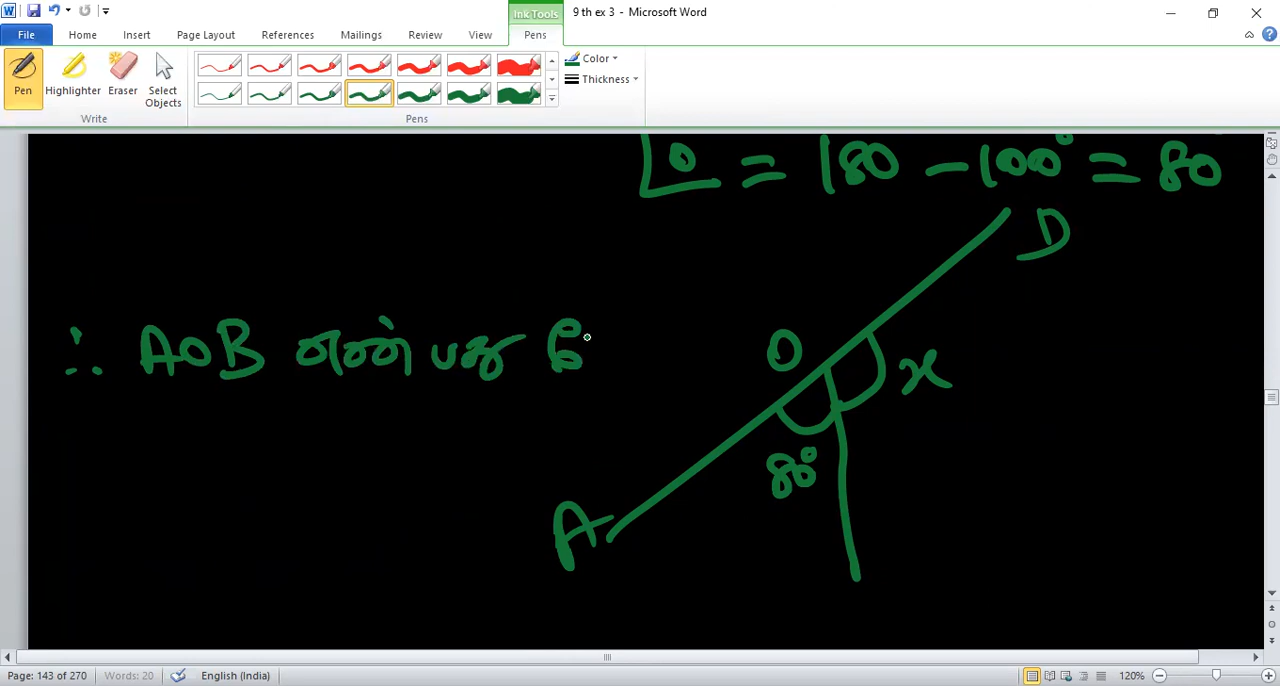 Ink Tools
9 th ex 3 - Microsoft Word
File Home Insert Page Layout References Mailings Review View Pens
Pen Highlighter Eraser Select Objects
Color
Thickness
Write Pens
∠0 = 180 - 100° = 80
D
∴ AOB என்பது ஒ
O
x
80°
A
Page: 143 of 270 Words: 20 English (India) 120%